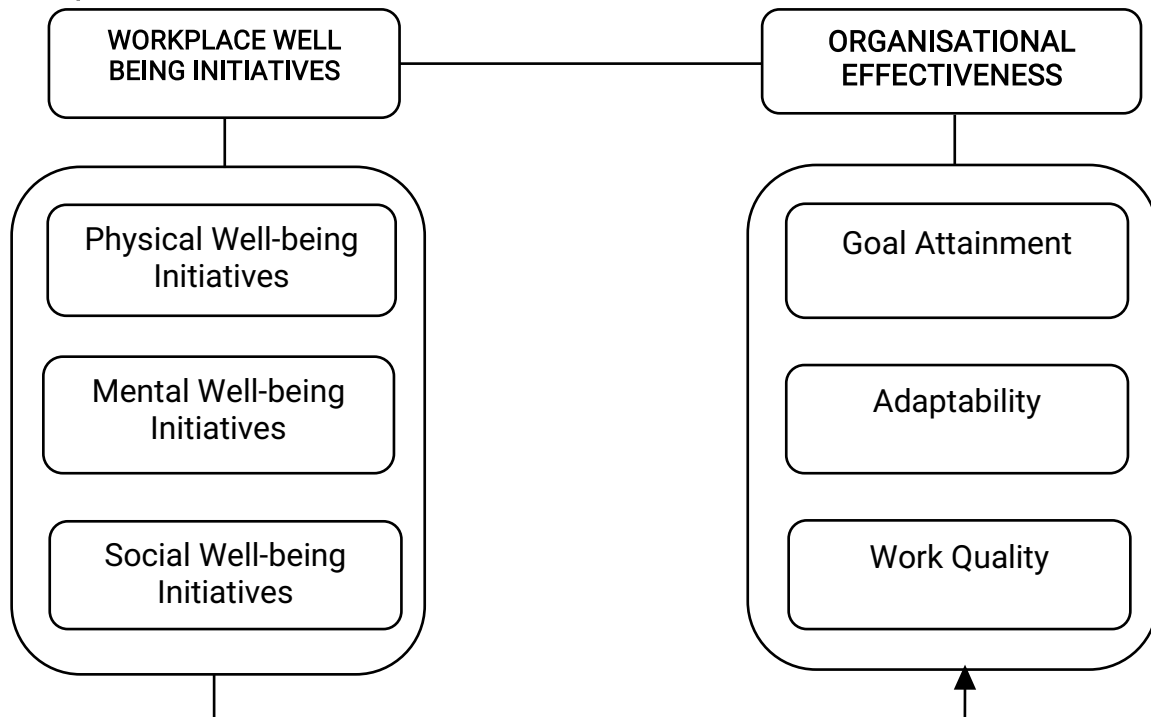 WORKPLACE WELL
BEING INITIATIVES
ORGANISATIONAL
EFFECTIVENESS
Physical Well-being
Initiatives
Mental Well-being
Initiatives
Social Well-being
Initiatives
Goal Attainment
Adaptability
Work Quality